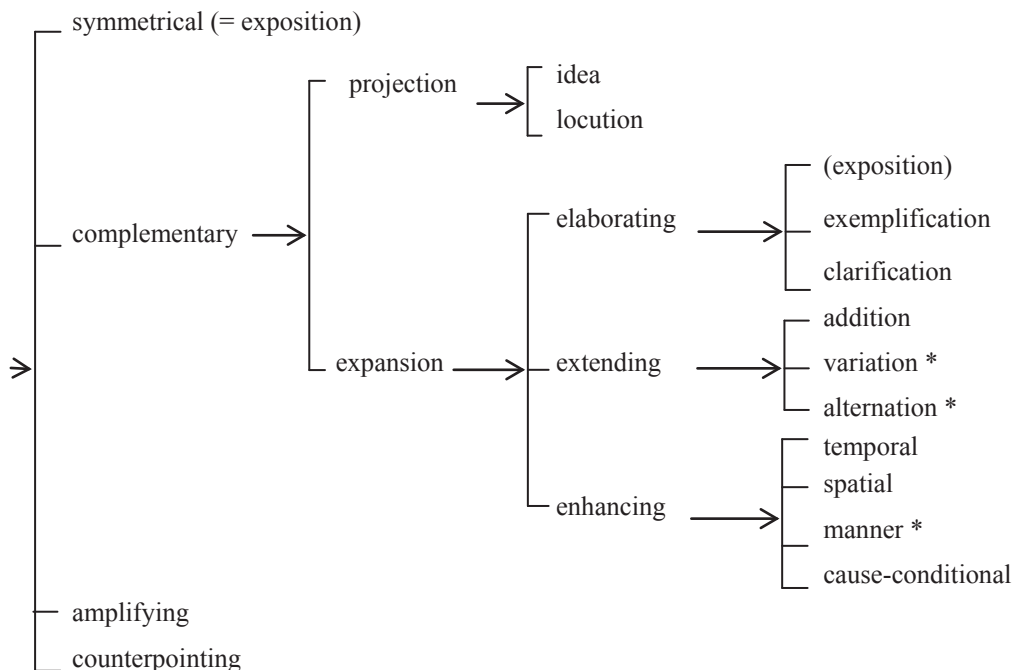 symmetrical (= exposition)
projection
idea
locution
complementary
elaborating
(exposition)
exemplification
clarification
expansion
extending
addition
variation *
alternation *
enhancing
temporal
spatial
manner *
cause-conditional
amplifying
counterpointing